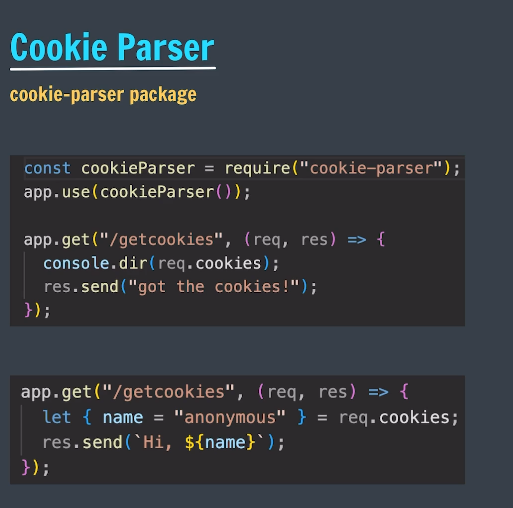 Cookie Parser
cookie-parser package
const cookieParser = require("cookie-parser");
app.use(cookieParser());
app.get("/getcookies", (req, res) => {
console.dir(req.cookies);
res.send("got the cookies!");
});
app.get("/getcookies", (req, res) => {
let { name = "anonymous" } = req.cookies;
res.send(`Hi, ${name}`);
});